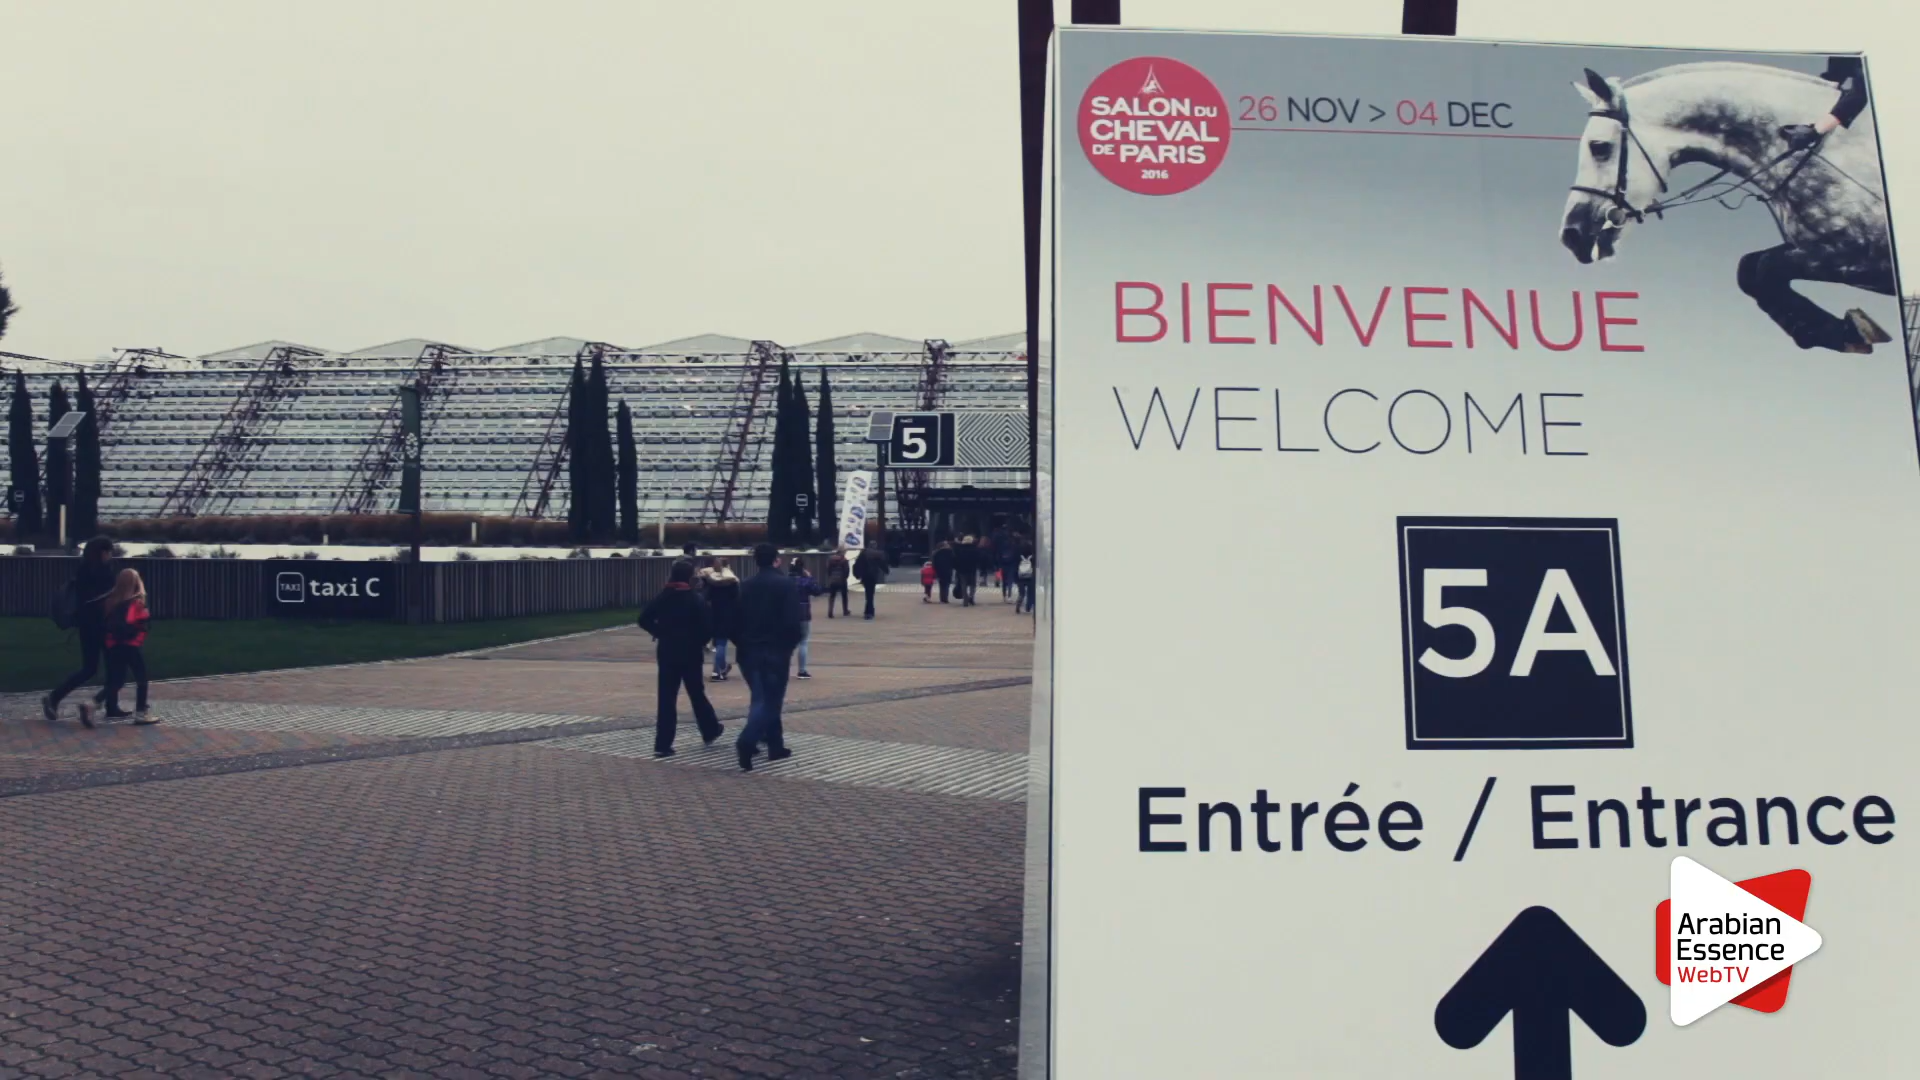 SALON DU
CHEVAL
DE PARIS
2016
26 NOV > 04 DEC
BIENVENUE
WELCOME
5A
Entrée / Entrance
5
TAXI taxi C
Arabian
Essence
WebTV